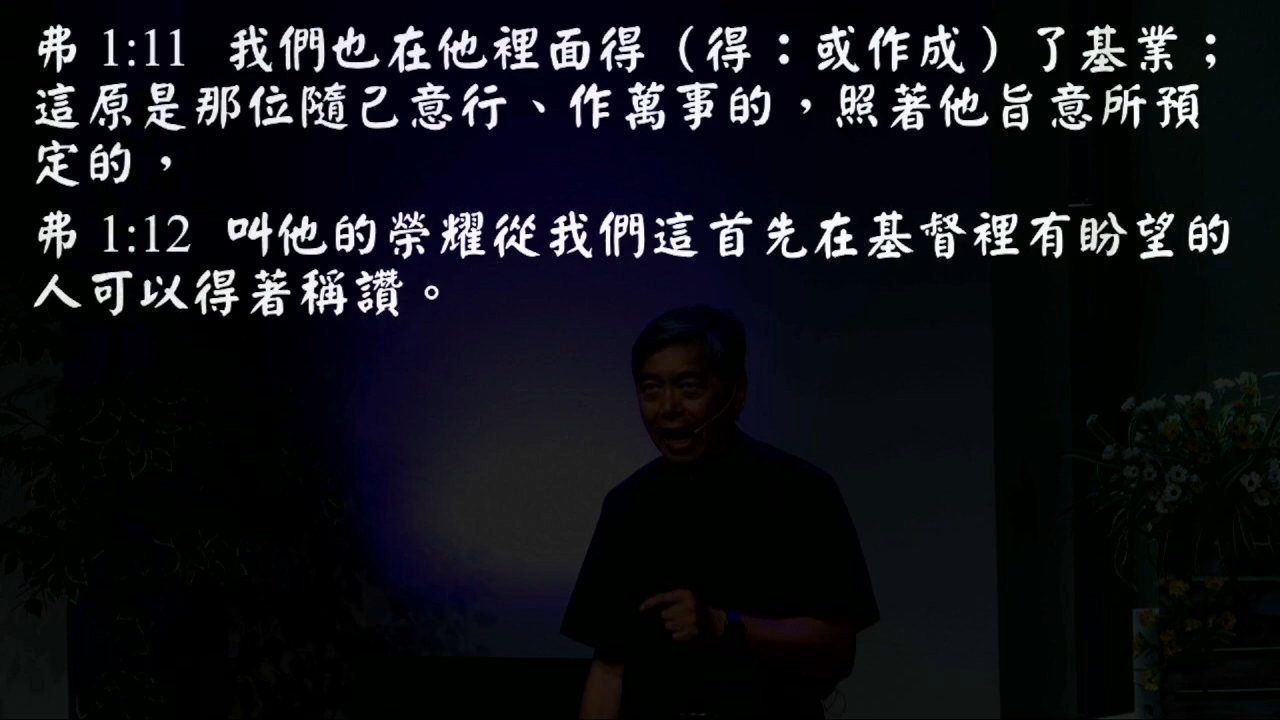 弗 1:11 我們也在他裡面得（得：或作成）了基業；
這原是那位隨己意行、作萬事的，照著他旨意所預
定的，
弗 1:12 叫他的榮耀從我們這首先在基督裡有盼望的
人可以得著稱讚。